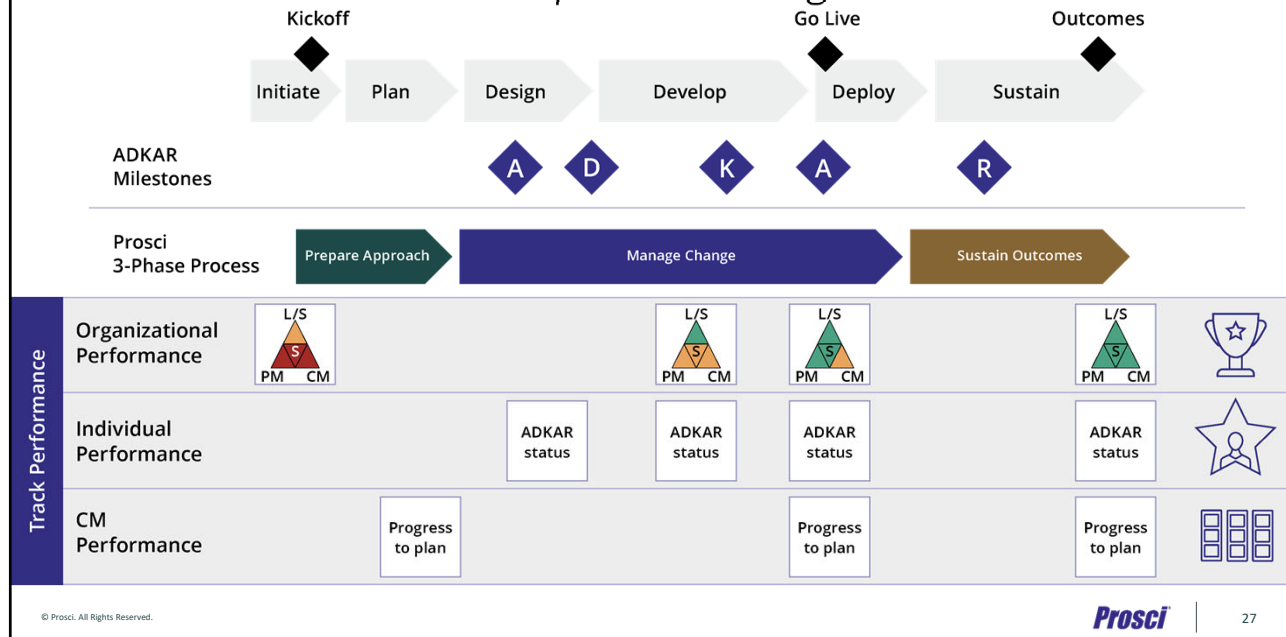 Kickoff
Go Live
Outcomes
Initiate
Plan
Design
Develop
Deploy
Sustain
ADKAR
Milestones
A
D
K
A
R
Prosci
3-Phase Process
Prepare Approach
Manage Change
Sustain Outcomes
Track Performance
Organizational
Performance
L/S
S
PM CM
L/S
S
PM CM
L/S
S
PM CM
L/S
S
PM CM
Individual
Performance
ADKAR
status
ADKAR
status
ADKAR
status
ADKAR
status
CM
Performance
Progress
to plan
Progress
to plan
Progress
to plan
© Prosci. All Rights Reserved.
Prosci
27